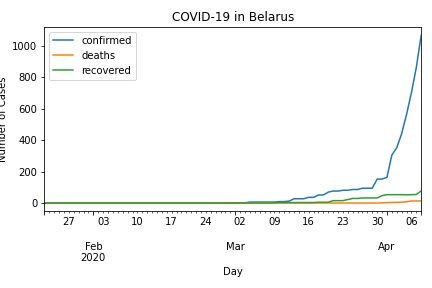 COVID-19 in Belarus
confirmed
deaths
recovered
Number of Cases
1000
800
600
400
200
0
27 03 10 17 24 02 09 16 23 30 06
Feb Mar Apr
2020
Day